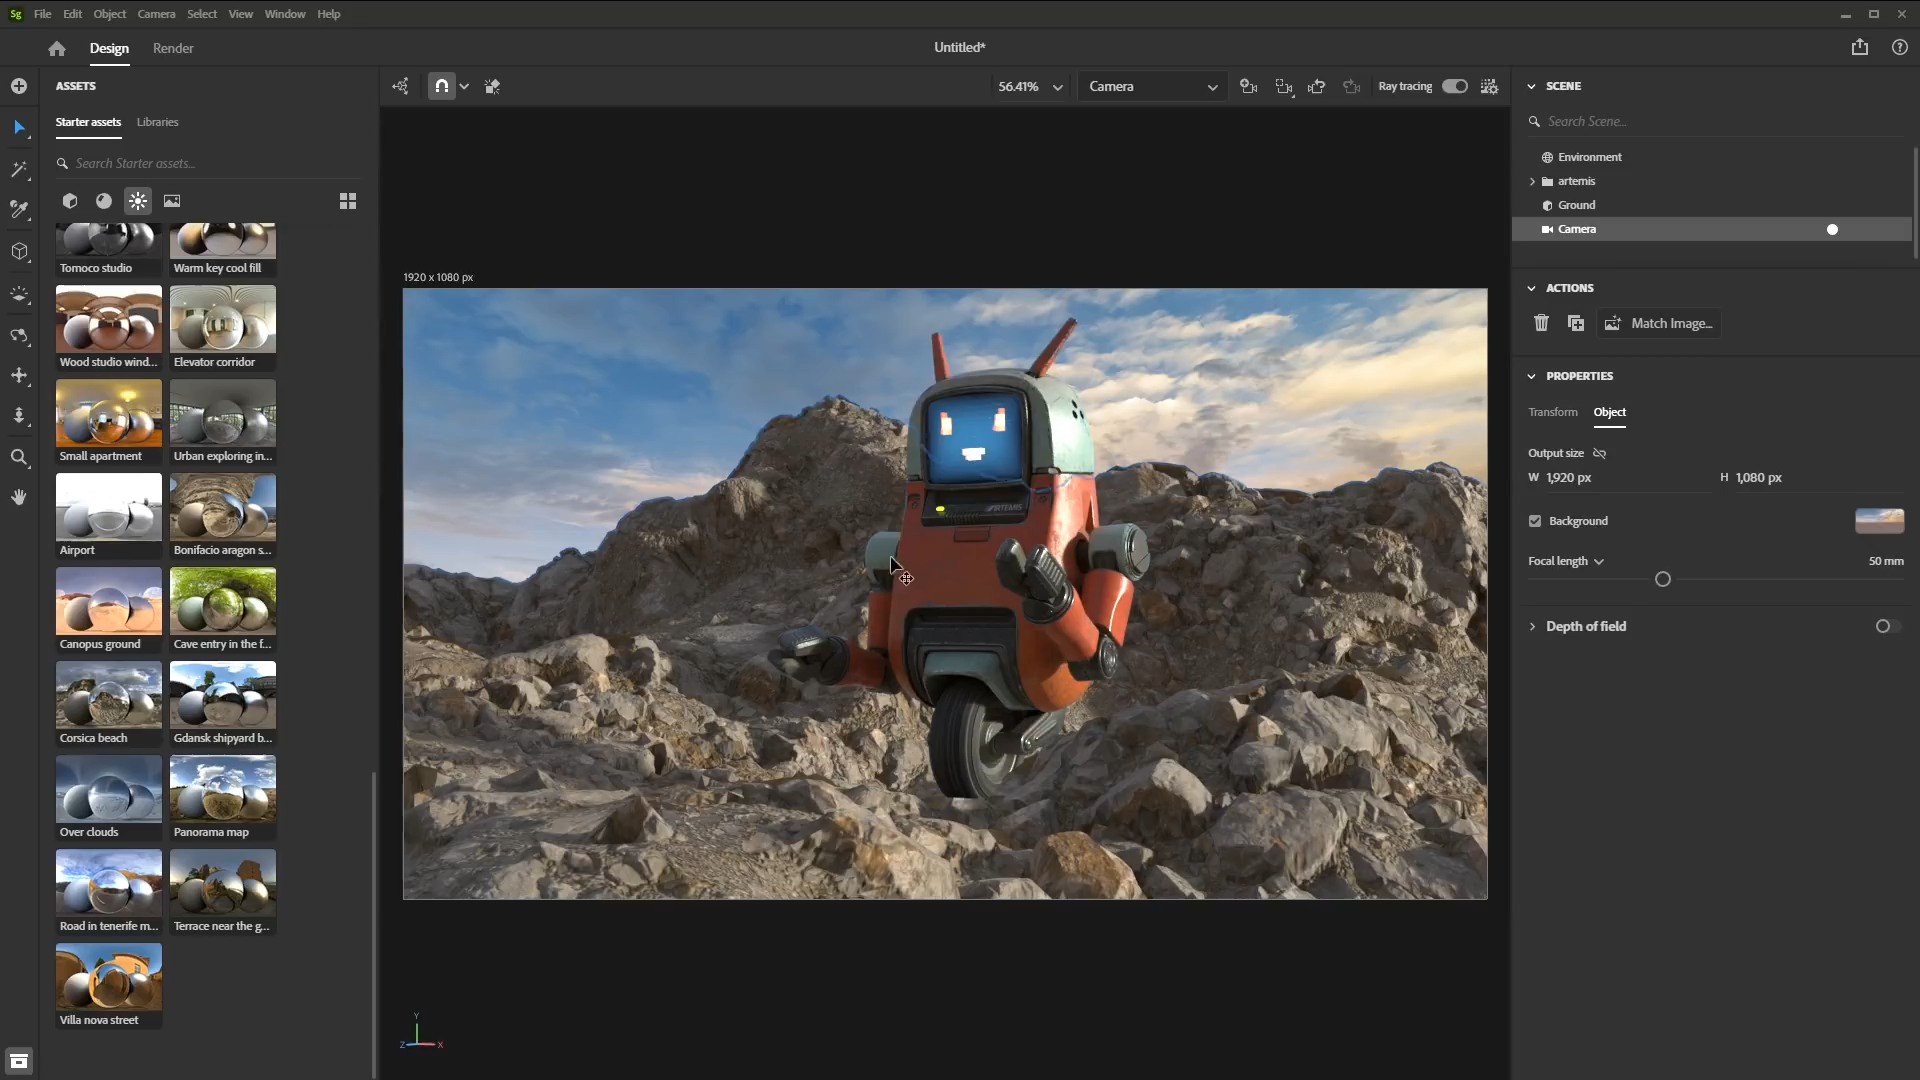 Sg File Edit Object Camera Select View Window Help
Design Render Untitled*
ASSETS
Starter assets Libraries
Search Starter assets...
Tomoco studio Warm key cool fill
Wood studio wind... Elevator corridor
Small apartment Urban exploring in...
Airport Bonifacio aragon s...
Canopus ground Cave entry in the f...
Corsica beach Gdansk shipyard b...
Over clouds Panorama map
Road in tenerife m... Terrace near the g...
Villa nova street
56.41% Camera Ray tracing
1920 x 1080 px
ARTEMIS
Y
Z X
SCENE
Search Scene...
Environment
artemis
Ground
Camera
ACTIONS
Match Image...
PROPERTIES
Transform Object
Output size
W 1,920 px H 1,080 px
Background
Focal length 50 mm
Depth of field